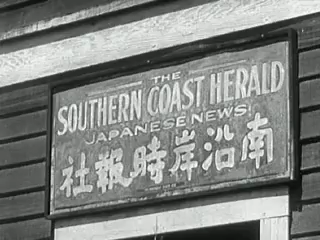 THE
SOUTHERN COAST HERALD
JAPANESE NEWS
社報時岸沿南